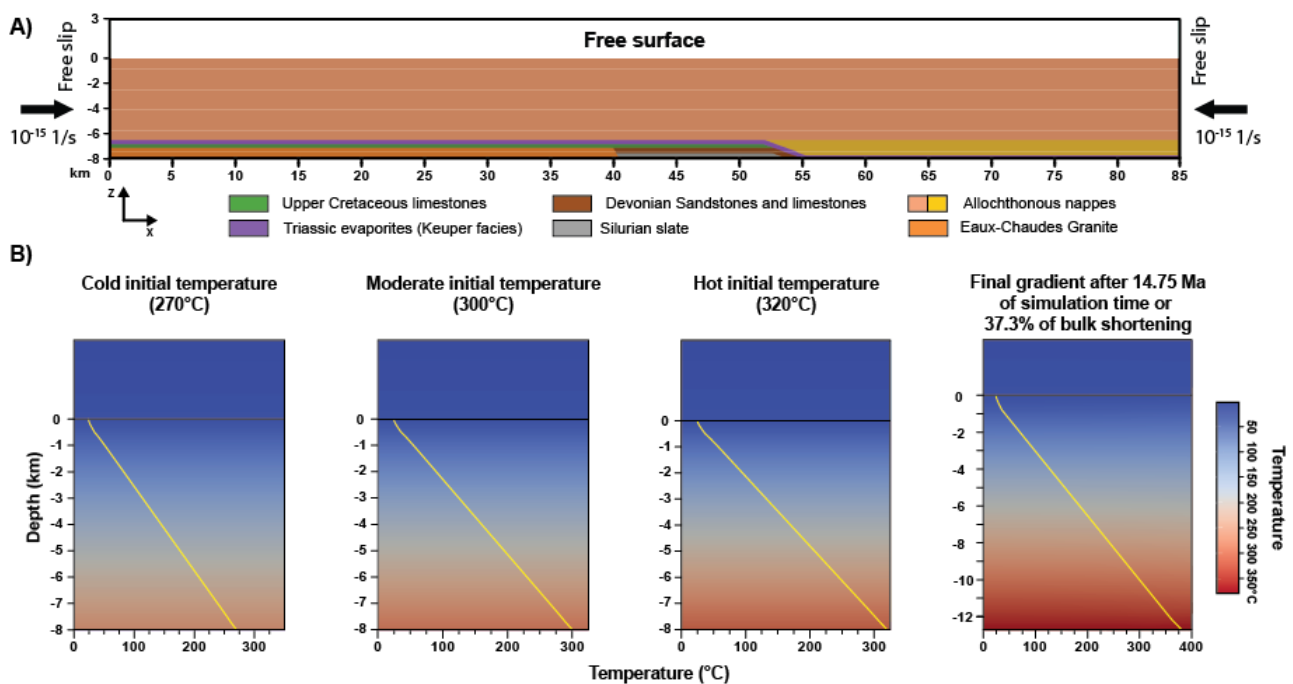 A)
3
0
-2
-4
-6
-8
Free slip
Free surface
Free slip
10⁻¹⁵ 1/s
10⁻¹⁵ 1/s
km
0 5 10 15 20 25 30 35 40 45 50 55 60 65 70 75 80 85
Z
X
Upper Cretaceous limestones
Devonian Sandstones and limestones
Allochthonous nappes
Triassic evaporites (Keuper facies)
Silurian slate
Eaux-Chaudes Granite
B)
Cold initial temperature
(270°C)
Moderate initial temperature
(300°C)
Hot initial temperature
(320°C)
Final gradient after 14.75 Ma
of simulation time or
37.3% of bulk shortening
Depth (km)
0
-1
-2
-3
-4
-5
-6
-7
-8
0 100 200 300
0
-1
-2
-3
-4
-5
-6
-7
-8
0 100 200 300
0
-1
-2
-3
-4
-5
-6
-7
-8
0 100 200 300
0
-2
-4
-6
-8
-10
-12
0 100 200 300 400
50
100
150
200
250
300
350°C
Temperature
Temperature (°C)